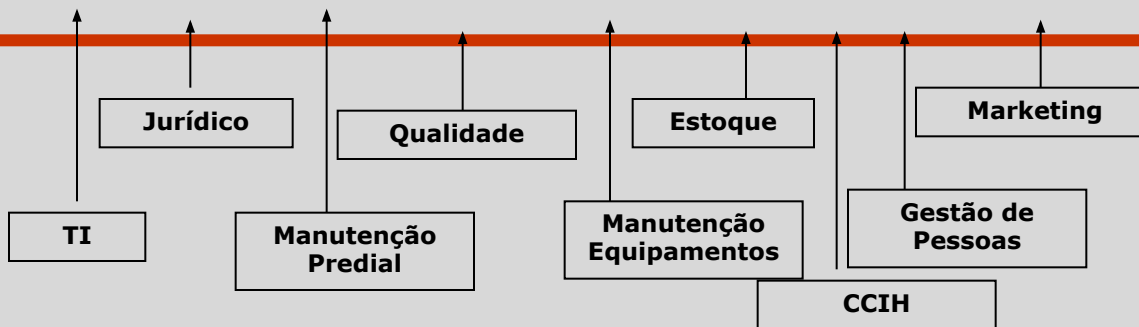 Jurídico
Qualidade
Estoque
Marketing
TI
Manutenção
Predial
Manutenção
Equipamentos
Gestão de
Pessoas
CCIH